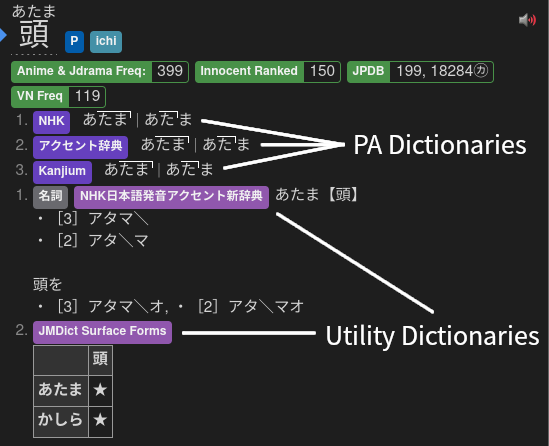 あたま
頭 P ichi
Anime & Jdrama Freq: 399 Innocent Ranked 150 JPDB 199, 18284㋕
VN Freq 119
1. NHK あたま | あたま
2. アクセント辞典 あたま | あたま
3. Kanjium あたま | あたま
PA Dictionaries
1. 名詞 NHK日本語発音アクセント新辞典 あたま【頭】
・［3］アタマ＼
・［2］アタ＼マ
頭を
・［3］アタマ＼オ, ・［2］アタ＼マオ
2. JMDict Surface Forms
Utility Dictionaries
頭
あたま ★
かしら ★